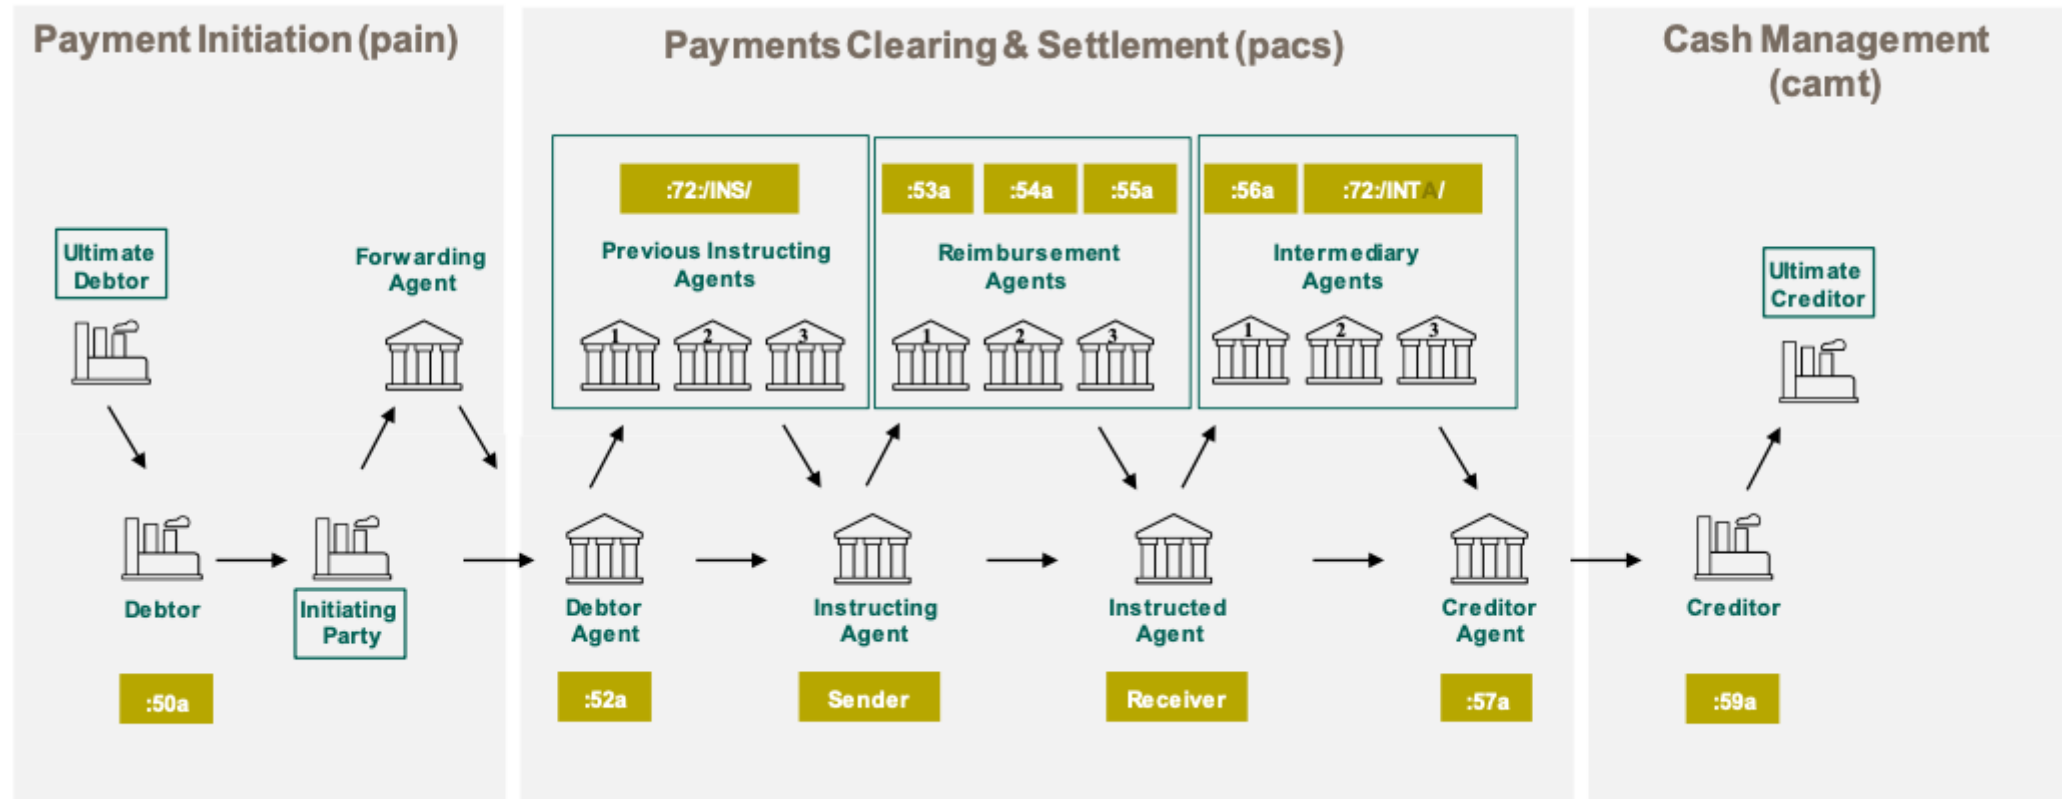 Payment Initiation (pain)
Payments Clearing & Settlement (pacs)
Cash Management
(camt)
:72:/INS/
:53a
:54a
:55a
:56a
:72:/INTA/
Ultimate
Debtor
Forwarding
Agent
Previous Instructing
Agents
Reimbursement
Agents
Intermediary
Agents
Ultimate
Creditor
1
2
3
1
2
3
1
2
3
Debtor
Initiating
Party
Debtor
Agent
Instructing
Agent
Instructed
Agent
Creditor
Agent
Creditor
:50a
:52a
Sender
Receiver
:57a
:59a